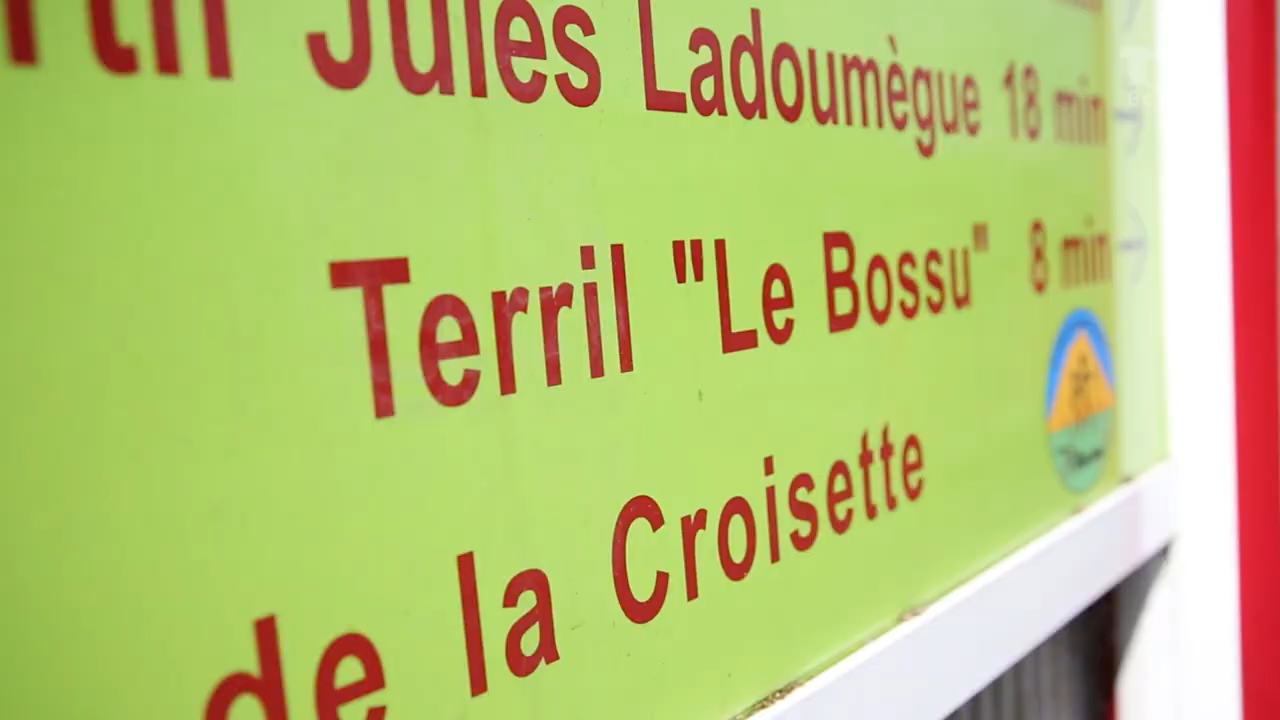 Jules Ladoumègue 18 min
Terril "Le Bossu" 8 min
de la Croisette